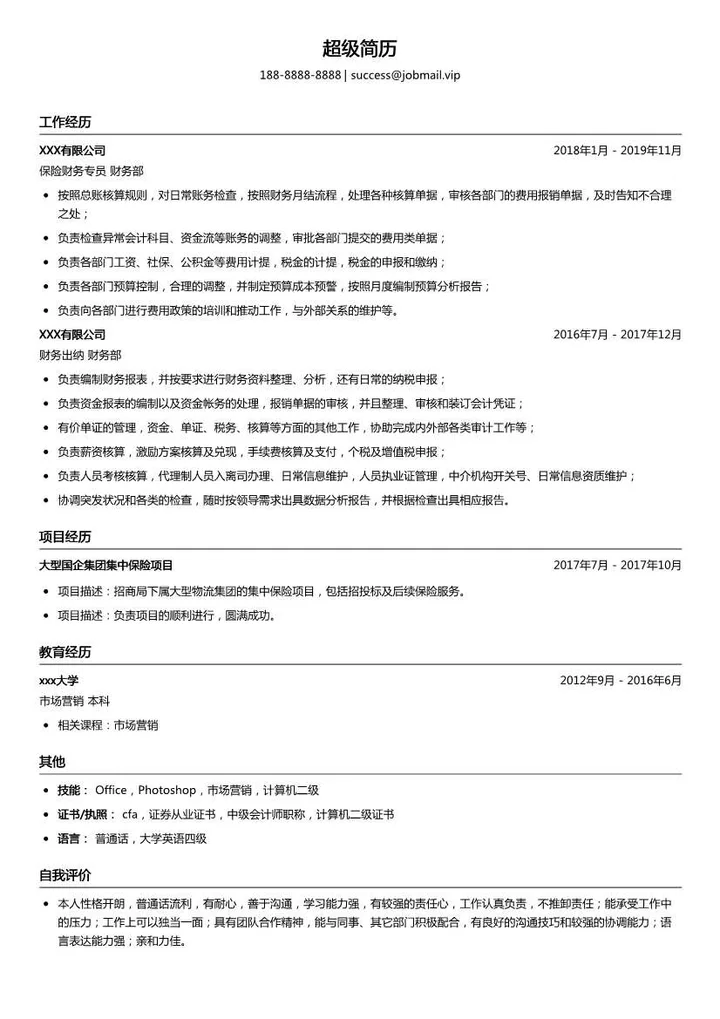 超级简历
188-8888-8888 | success@jobmail.vip
工作经历
XXX有限公司 2018年1月 - 2019年11月
保险财务专员 财务部
• 按照总账核算规则，对日常账务检查，按照财务月结流程，处理各种核算单据，审核各部门的费用报销单据，及时告知不合理
之处；
• 负责检查异常会计科目、资金流等账务的调整，审批各部门提交的费用类单据；
• 负责各部门工资、社保、公积金等费用计提，税金的计提，税金的申报和缴纳；
• 负责各部门预算控制，合理的调整，并制定预算成本预警，按照月度编制预算分析报告；
• 负责向各部门进行费用政策的培训和推动工作，与外部关系的维护等。
XXX有限公司 2016年7月 - 2017年12月
财务出纳 财务部
• 负责编制财务报表，并按要求进行财务资料整理、分析，还有日常的纳税申报；
• 负责资金报表的编制以及资金帐务的处理，报销单据的审核，并且整理、审核和装订会计凭证；
• 有价单证的管理，资金、单证、税务、核算等方面的其他工作，协助完成内外部各类审计工作等；
• 负责薪资核算，激励方案核算及兑现，手续费核算及支付，个税及增值税申报；
• 负责人员考核核算，代理制人员入离司办理、日常信息维护，人员执业证管理，中介机构开关号、日常信息资质维护；
• 协调突发状况和各类的检查，随时按领导需求出具数据分析报告，并根据检查出具相应报告。
项目经历
大型国企集团集中保险项目 2017年7月 - 2017年10月
• 项目描述：招商局下属大型物流集团的集中保险项目，包括招投标及后续保险服务。
• 项目描述：负责项目的顺利进行，圆满成功。
教育经历
xxx大学 2012年9月 - 2016年6月
市场营销 本科
• 相关课程：市场营销
其他
• 技能： Office，Photoshop，市场营销，计算机二级
• 证书/执照： cfa，证券从业证书，中级会计师职称，计算机二级证书
• 语言： 普通话，大学英语四级
自我评价
• 本人性格开朗，普通话流利，有耐心，善于沟通，学习能力强，有较强的责任心，工作认真负责，不推卸责任；能承受工作中
的压力；工作上可以独当一面；具有团队合作精神，能与同事、其它部门积极配合，有良好的沟通技巧和较强的协调能力；语
言表达能力强；亲和力佳。